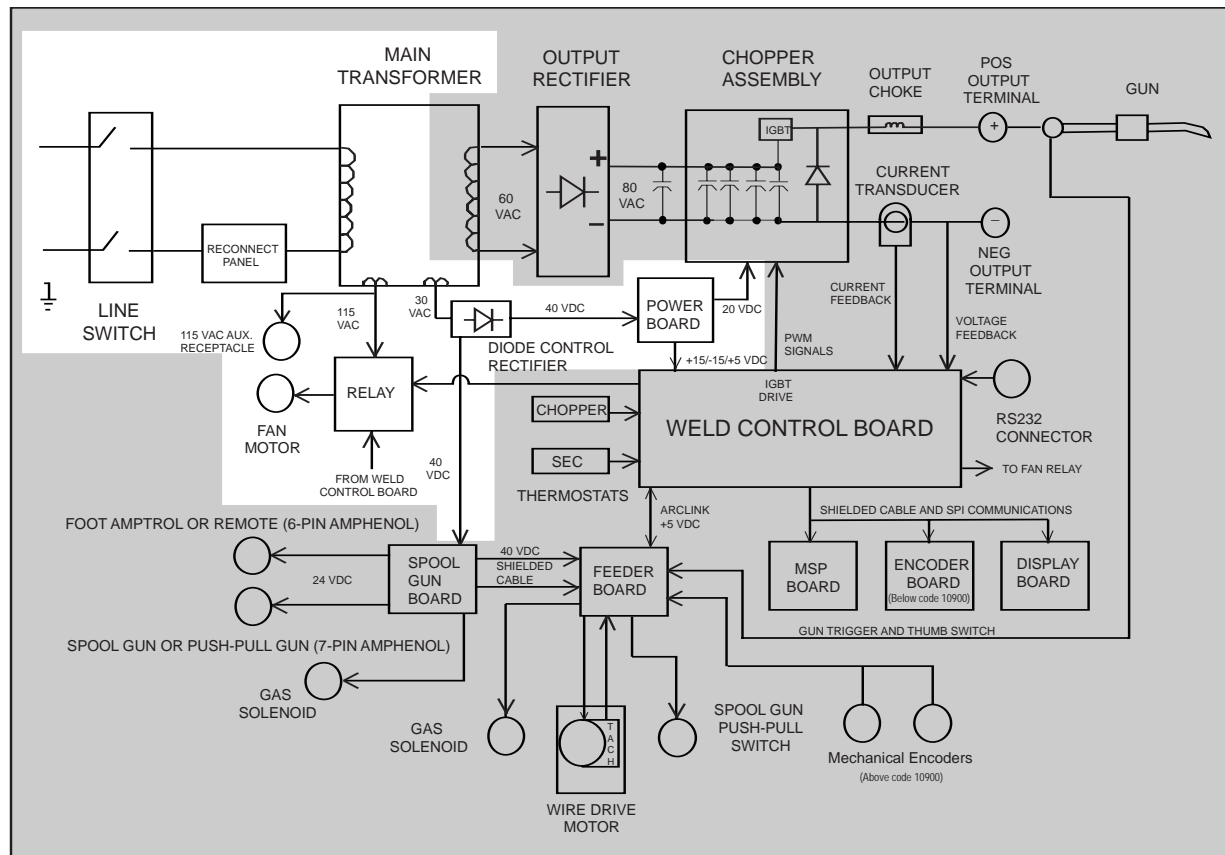 MAIN
TRANSFORMER
OUTPUT
RECTIFIER
CHOPPER
ASSEMBLY
OUTPUT
CHOKE
POS
OUTPUT
TERMINAL
GUN
IGBT
+
+
60
VAC
80
VAC
–
CURRENT
TRANSDUCER
–
RECONNECT
PANEL
NEG
OUTPUT
TERMINAL
LINE
SWITCH
115
VAC
30
VAC
40 VDC
POWER
BOARD
20 VDC
CURRENT
FEEDBACK
115 VAC AUX.
RECEPTACLE
DIODE CONTROL
RECTIFIER
PWM
SIGNALS
VOLTAGE
FEEDBACK
+15/-15/+5 VDC
RELAY
FAN
MOTOR
CHOPPER
IGBT
DRIVE
WELD CONTROL BOARD
RS232
CONNECTOR
SEC
THERMOSTATS
TO FAN RELAY
40
VDC
FROM WELD
CONTROL BOARD
ARCLINK
+5 VDC
SHIELDED CABLE AND SPI COMMUNICATIONS
FOOT AMPTROL OR REMOTE (6-PIN AMPHENOL)
24 VDC
SPOOL
GUN
BOARD
40 VDC
SHIELDED
CABLE
FEEDER
BOARD
MSP
BOARD
ENCODER
BOARD
(Below code 10900)
DISPLAY
BOARD
GUN TRIGGER AND THUMB SWITCH
SPOOL GUN OR PUSH-PULL GUN (7-PIN AMPHENOL)
GAS
SOLENOID
GAS
SOLENOID
T
A
C
H
SPOOL GUN
PUSH-PULL
SWITCH
Mechanical Encoders
(Above code 10900)
WIRE DRIVE
MOTOR